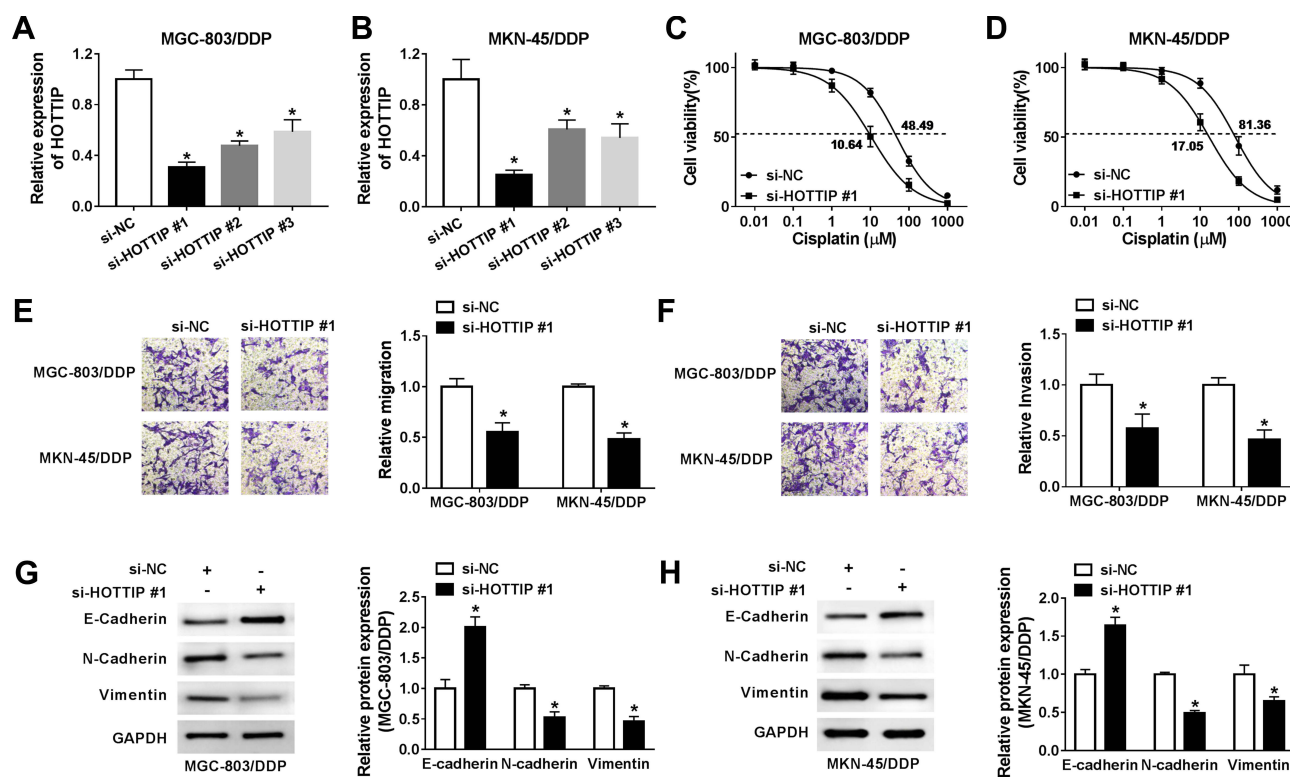 A
MGC-803/DDP
Relative expression
of HOTTIP
1.2
0.8
0.4
0.0
si-NC
si-HOTTIP #1
si-HOTTIP #2
si-HOTTIP #3
*
*
*
B
MKN-45/DDP
Relative expression
of HOTTIP
1.2
0.8
0.4
0.0
si-NC
si-HOTTIP #1
si-HOTTIP #2
si-HOTTIP #3
*
*
*
C
MGC-803/DDP
Cell viability(%)
100
50
0
48.49
10.64
si-NC
si-HOTTIP #1
0.01 0.1 1 10 100 1000
Cisplatin (μM)
D
MKN-45/DDP
Cell viability(%)
100
50
0
81.36
17.05
si-NC
si-HOTTIP #1
0.01 0.1 1 10 100 1000
Cisplatin (μM)
E
si-NC si-HOTTIP #1
MGC-803/DDP
MKN-45/DDP
si-NC
si-HOTTIP #1
Relative migration
1.5
1.0
0.5
0.0
*
*
MGC-803/DDP MKN-45/DDP
F
si-NC si-HOTTIP #1
MGC-803/DDP
MKN-45/DDP
si-NC
si-HOTTIP #1
Relative Invasion
1.5
1.0
0.5
0.0
*
*
MGC-803/DDP MKN-45/DDP
G
si-NC + -
si-HOTTIP #1 - +
E-Cadherin
N-Cadherin
Vimentin
GAPDH
MGC-803/DDP
si-NC
si-HOTTIP #1
Relative protein expression
(MGC-803/DDP)
2.5
2.0
1.5
1.0
0.5
0.0
*
*
*
E-cadherin N-cadherin Vimentin
H
si-NC + -
si-HOTTIP #1 - +
E-Cadherin
N-Cadherin
Vimentin
GAPDH
MKN-45/DDP
si-NC
si-HOTTIP #1
Relative protein expression
(MKN-45/DDP)
2.0
1.5
1.0
0.5
0.0
*
*
*
E-cadherin N-cadherin Vimentin